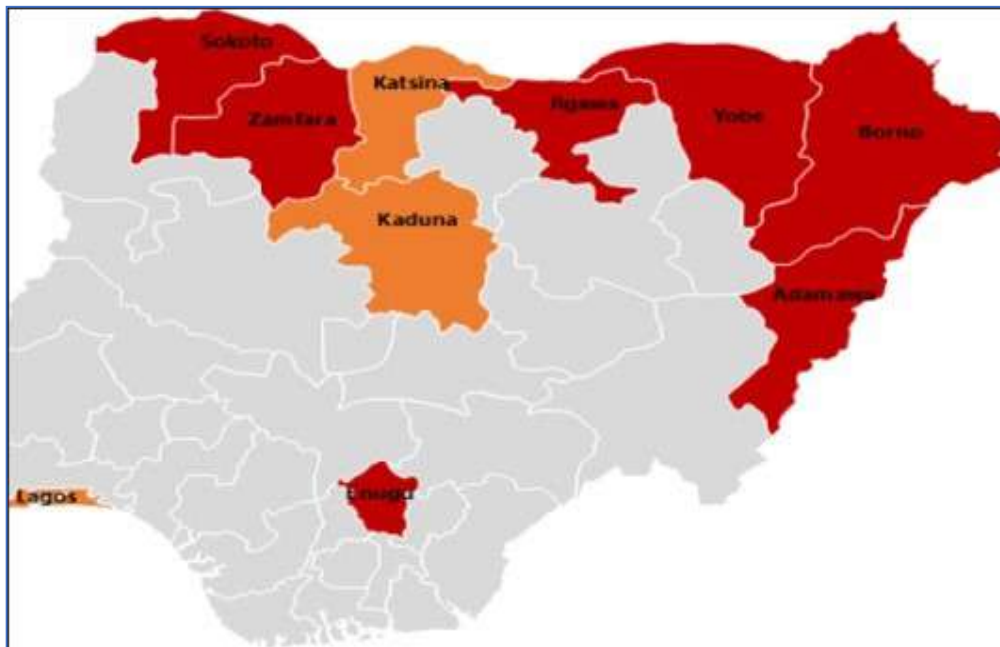 Sokoto
Katsina
Zamfara
Jigawa
Yobe
Borno
Kaduna
Adamawa
Lagos
Enugu